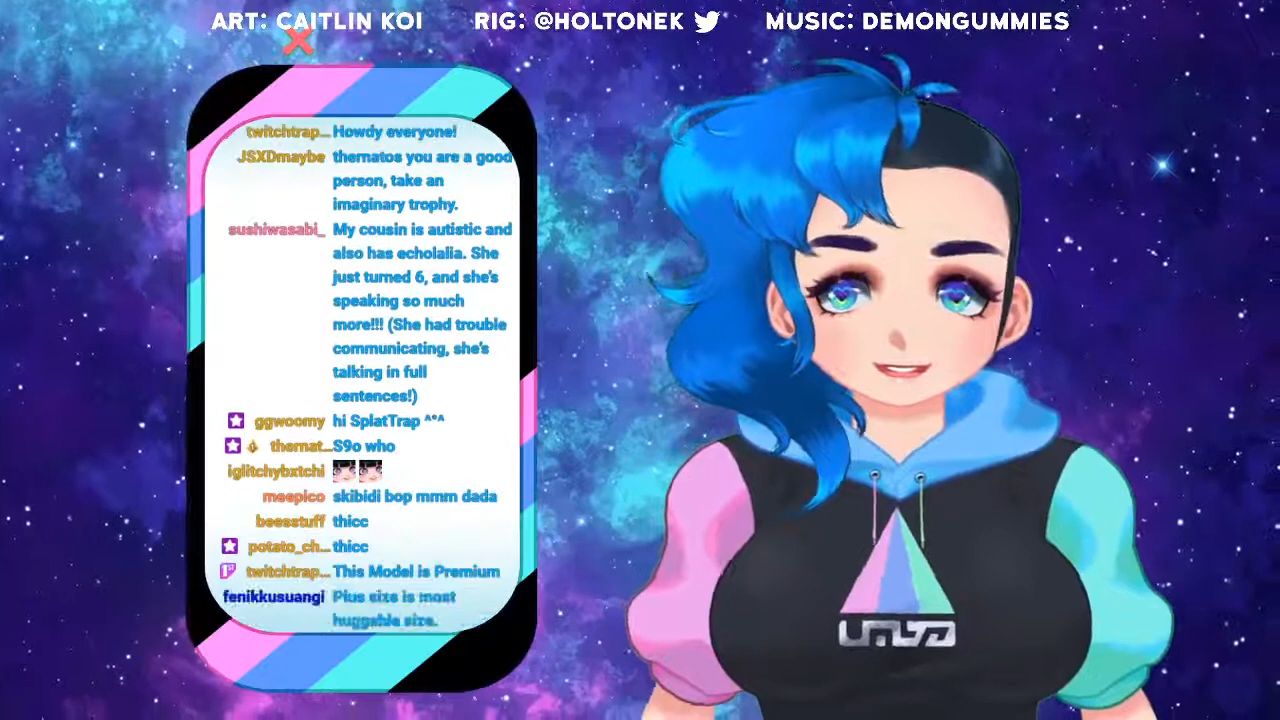 ART: CAITLIN KOI RIG: @HOLTONEK MUSIC: DEMONGUMMIES
twitchtrap... Howdy everyone!
JSXDmaybe thernatos you are a good
person, take an
imaginary trophy.
sushiwasabi_ My cousin is autistic and
also has echolalia. She
just turned 6, and she's
speaking so much
more!!! (She had trouble
communicating, she's
talking in full
sentences!)
ggwoomy hi SplatTrap ^°^
thernat... S9o who
iglitchybxtchi
meepico skibidi bop mmm dada
beesstuff thicc
potato_ch... thicc
twitchtrap... This Model is Premium
fenikkusuangi Plus size is most
huggable size.